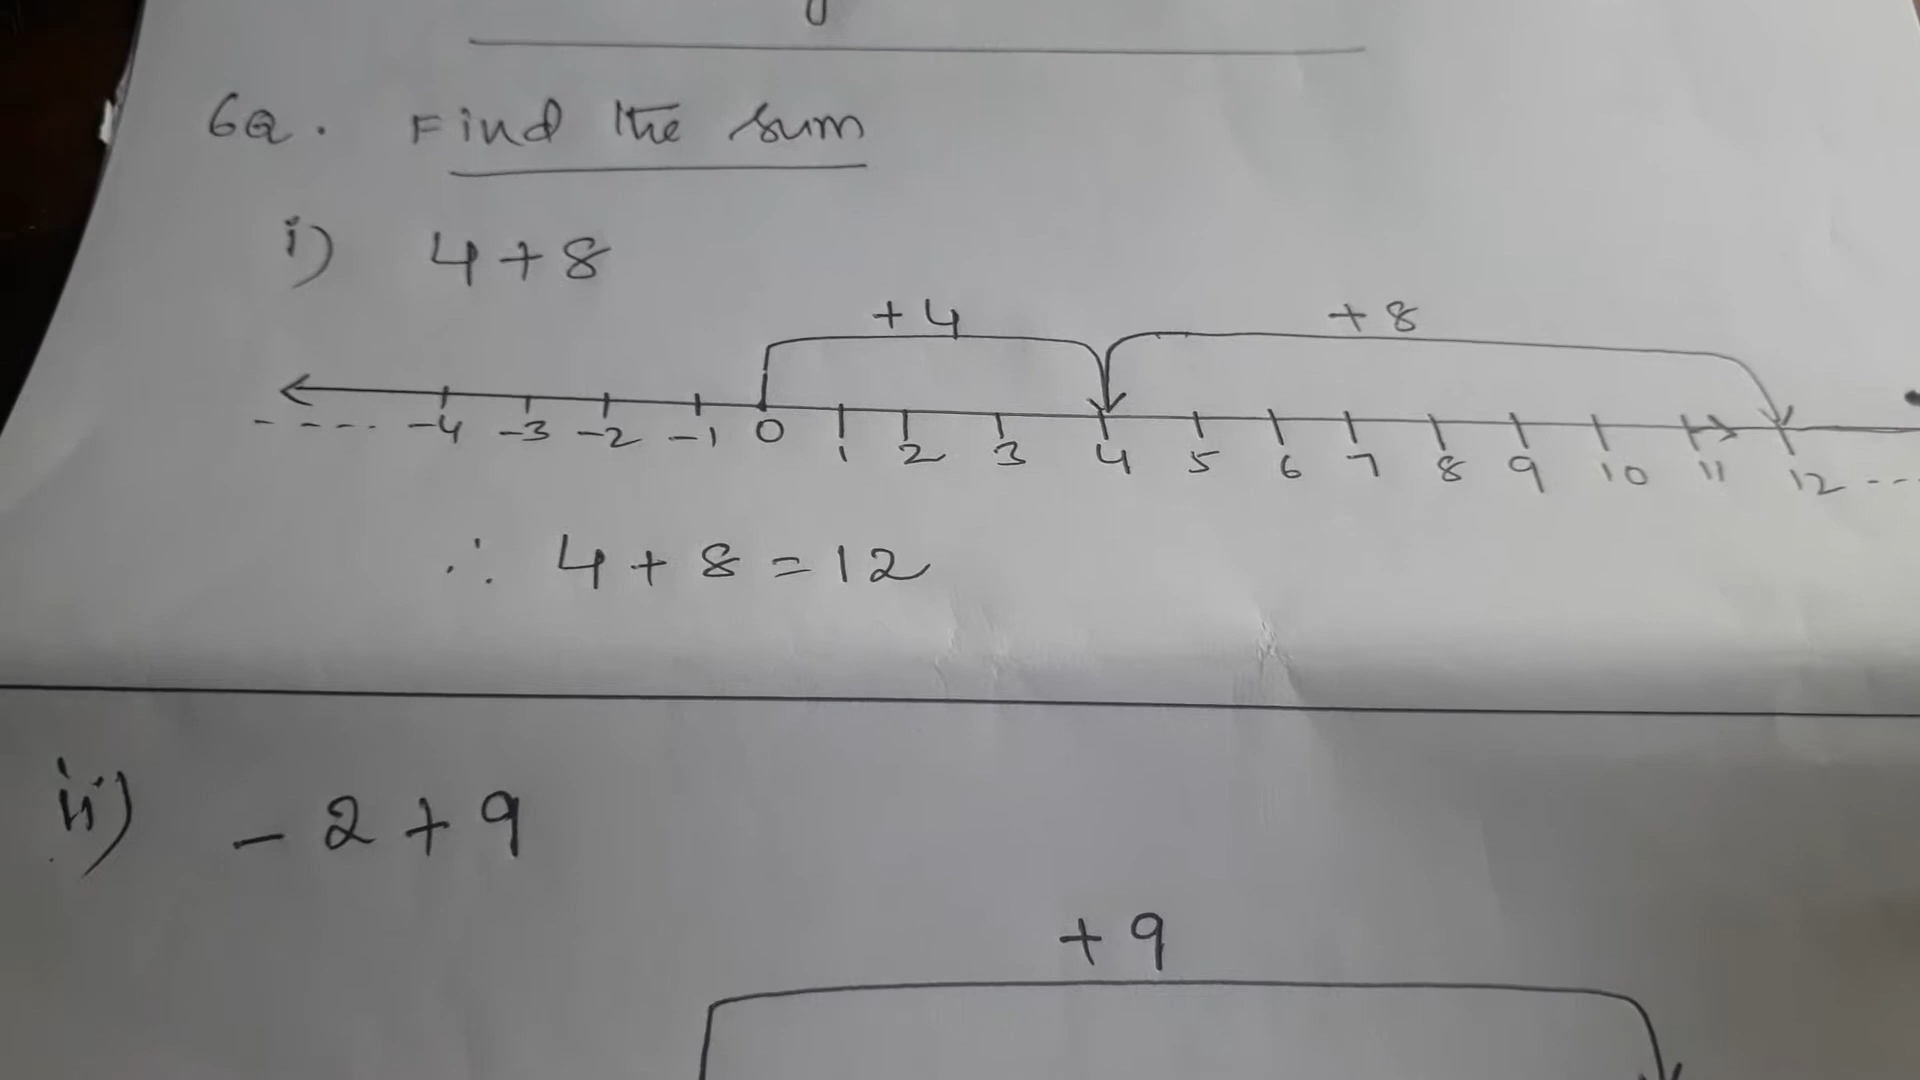 6Q. Find the sum
i) 4+8
+4 +8
- - - - . -4 -3 -2 -1 0 1 2 3 4 5 6 7 8 9 10 11 12 - - -
∴ 4+8=12
ii) -2+9
+9